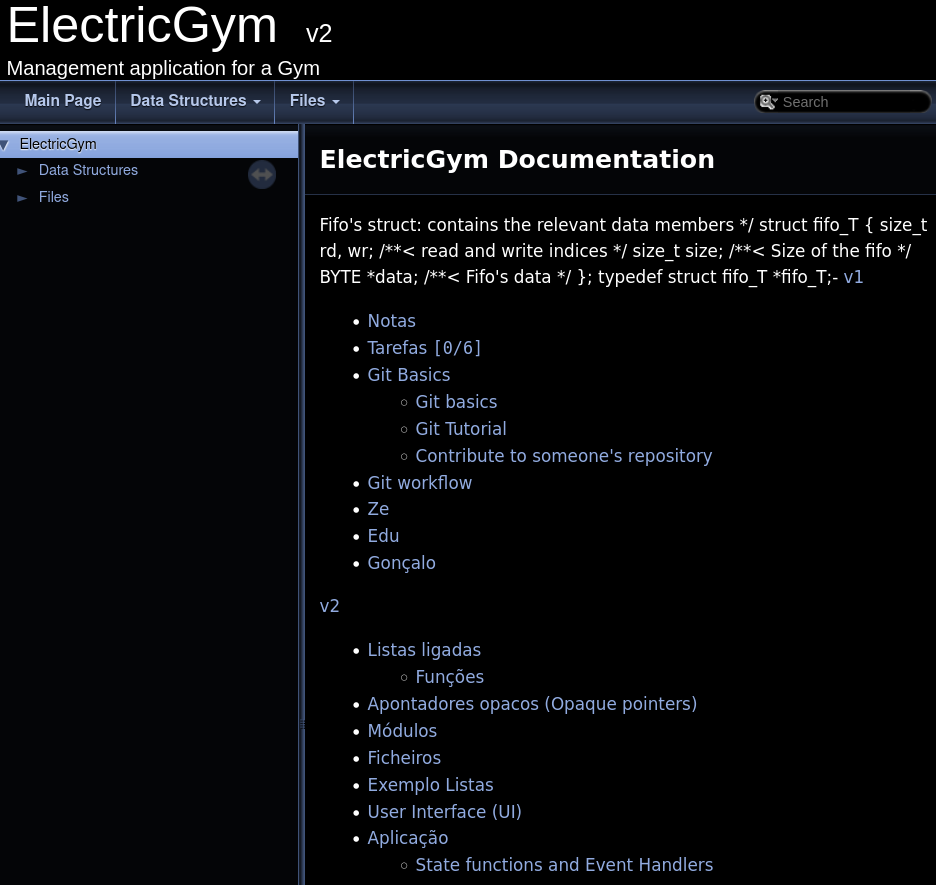 ElectricGym v2
Management application for a Gym
Main Page Data Structures Files Search
ElectricGym
Data Structures
Files
ElectricGym Documentation
Fifo's struct: contains the relevant data members */ struct fifo_T { size_t
rd, wr; /**< read and write indices */ size_t size; /**< Size of the fifo */
BYTE *data; /**< Fifo's data */ }; typedef struct fifo_T *fifo_T;- v1
• Notas
• Tarefas [0/6]
• Git Basics
◦ Git basics
◦ Git Tutorial
◦ Contribute to someone's repository
• Git workflow
• Ze
• Edu
• Gonçalo
v2
• Listas ligadas
◦ Funções
• Apontadores opacos (Opaque pointers)
• Módulos
• Ficheiros
• Exemplo Listas
• User Interface (UI)
• Aplicação
◦ State functions and Event Handlers